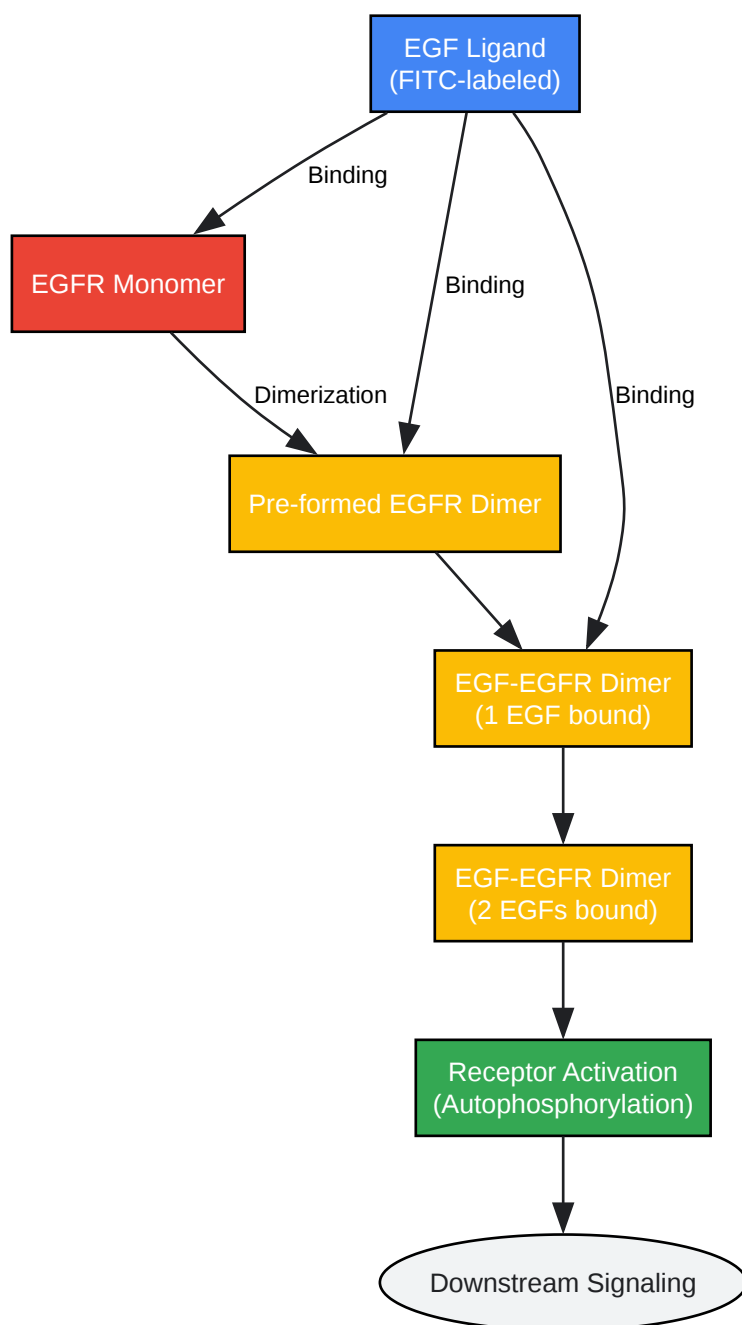 EGF Ligand
(FITC-labeled)
Binding
EGFR Monomer
Binding
Dimerization
Binding
Pre-formed EGFR Dimer
EGF-EGFR Dimer
(1 EGF bound)
EGF-EGFR Dimer
(2 EGFs bound)
Receptor Activation
(Autophosphorylation)
Downstream Signaling